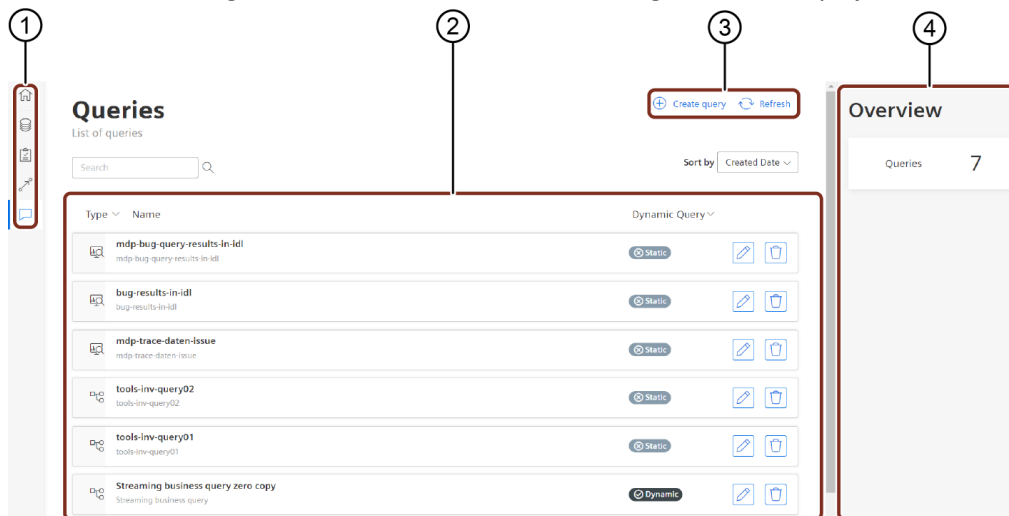 1
2
3
4
Queries
List of queries
Create query
Refresh
Overview
Search
Sort by
Created Date
Queries 7
Type
Name
Dynamic Query
mdp-bug-query-results-in-idl
mdp-bug-query-results-in-idl
Static
bug-results-in-idl
bug-results-in-idl
Static
mdp-trace-daten-issue
mdp-trace-daten-issue
Static
tools-inv-query02
tools-inv-query02
Static
tools-inv-query01
tools-inv-query01
Static
Streaming business query zero copy
Streaming business query
Dynamic